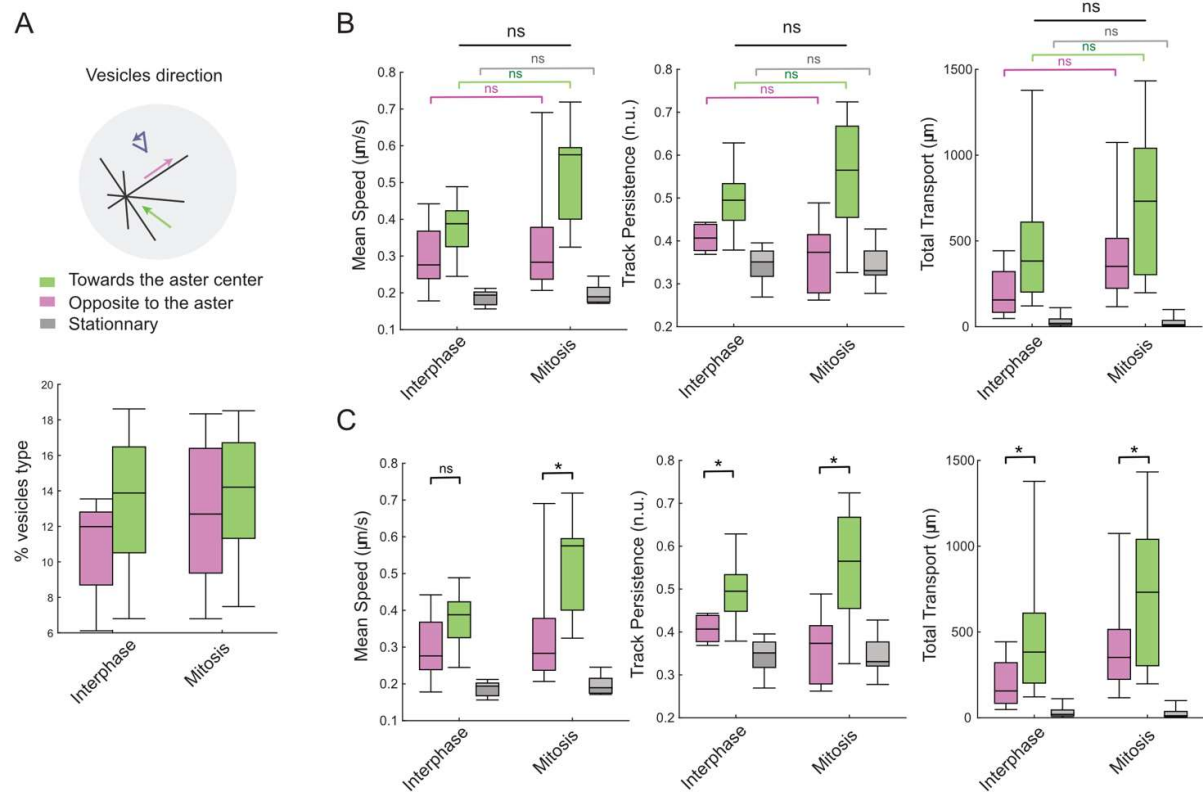 A
Vesicles direction
Towards the aster center
Opposite to the aster
Stationnary
% vesicles type
20
18
16
14
12
10
8
6
Interphase
Mitosis
B
Mean Speed (µm/s)
0.8
0.7
0.6
0.5
0.4
0.3
0.2
0.1
ns
ns
ns
ns
Interphase
Mitosis
Track Persistence (n.u.)
0.8
0.7
0.6
0.5
0.4
0.3
0.2
ns
ns
ns
ns
Interphase
Mitosis
Total Transport (µm)
1500
1000
500
0
ns
ns
ns
ns
Interphase
Mitosis
C
Mean Speed (µm/s)
0.8
0.7
0.6
0.5
0.4
0.3
0.2
0.1
ns
*
Interphase
Mitosis
Track Persistence (n.u.)
0.8
0.7
0.6
0.5
0.4
0.3
0.2
*
*
Interphase
Mitosis
Total Transport (µm)
1500
1000
500
0
*
*
Interphase
Mitosis